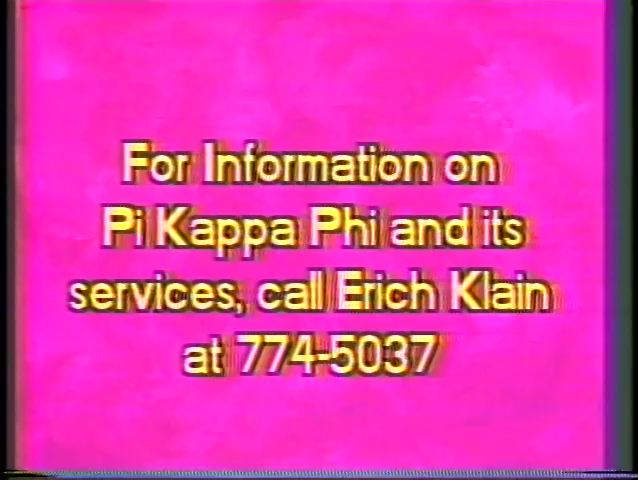 For Information on
Pi Kappa Phi and its
services, call Erich Klain
at 774-5037